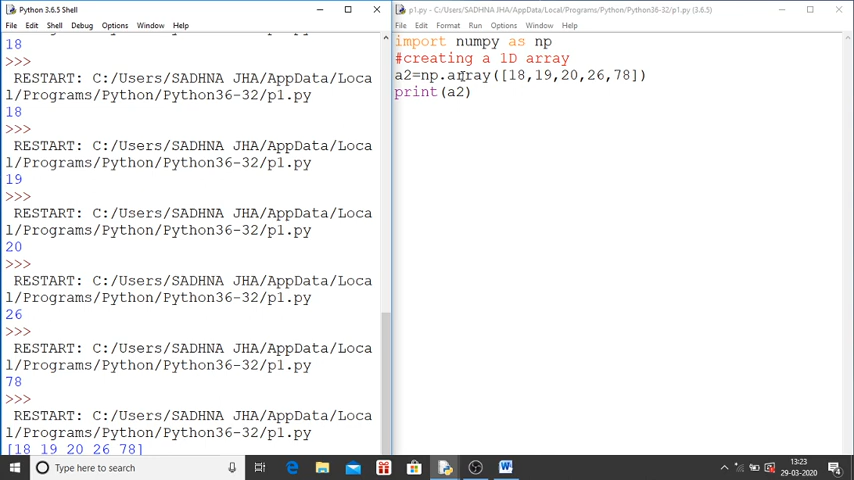 Python 3.6.5 Shell
File Edit Shell Debug Options Window Help
18
>>>
RESTART: C:/Users/SADHNA JHA/AppData/Loca
l/Programs/Python/Python36-32/p1.py
18
>>>
RESTART: C:/Users/SADHNA JHA/AppData/Loca
l/Programs/Python/Python36-32/p1.py
19
>>>
RESTART: C:/Users/SADHNA JHA/AppData/Loca
l/Programs/Python/Python36-32/p1.py
20
>>>
RESTART: C:/Users/SADHNA JHA/AppData/Loca
l/Programs/Python/Python36-32/p1.py
26
>>>
RESTART: C:/Users/SADHNA JHA/AppData/Loca
l/Programs/Python/Python36-32/p1.py
78
>>>
RESTART: C:/Users/SADHNA JHA/AppData/Loca
l/Programs/Python/Python36-32/p1.py
[18 19 20 26 78]
p1.py - C:/Users/SADHNA JHA/AppData/Local/Programs/Python/Python36-32/p1.py (3.6.5)
File Edit Format Run Options Window Help
import numpy as np
#creating a 1D array
a2=np.array([18,19,20,26,78])
print(a2)
Type here to search
13:23
29-03-2020
4